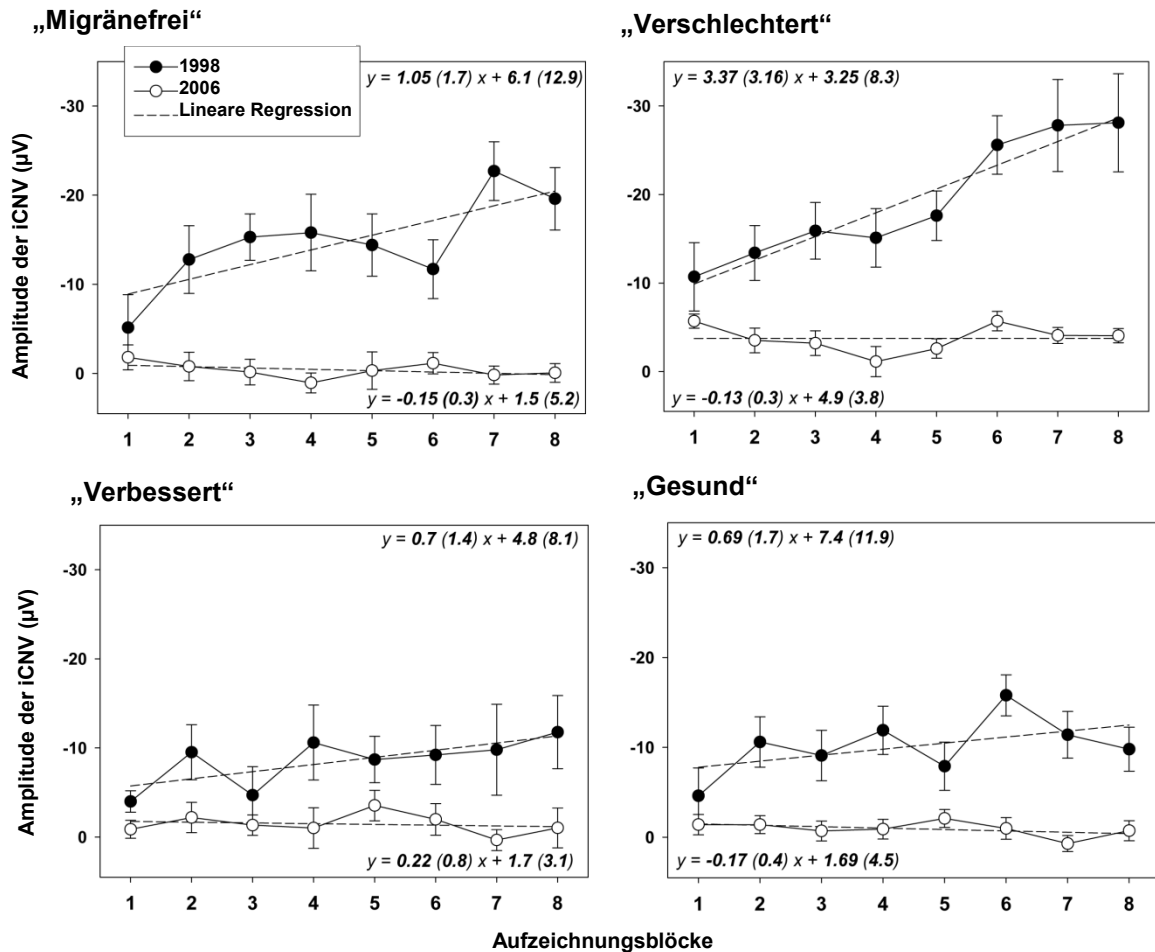 „Migränefrei“
1998
2006
Lineare Regression
y = 1.05 (1.7) x + 6.1 (12.9)
Amplitude der iCNV (µV)
-30
-20
-10
0
y = -0.15 (0.3) x + 1.5 (5.2)
1 2 3 4 5 6 7 8
„Verschlechtert“
y = 3.37 (3.16) x + 3.25 (8.3)
-30
-20
-10
0
y = -0.13 (0.3) x + 4.9 (3.8)
1 2 3 4 5 6 7 8
„Verbessert“
y = 0.7 (1.4) x + 4.8 (8.1)
Amplitude der iCNV (µV)
-30
-20
-10
0
y = 0.22 (0.8) x + 1.7 (3.1)
1 2 3 4 5 6 7 8
„Gesund“
y = 0.69 (1.7) x + 7.4 (11.9)
-30
-20
-10
0
y = -0.17 (0.4) x + 1.69 (4.5)
1 2 3 4 5 6 7 8
Aufzeichnungsblöcke